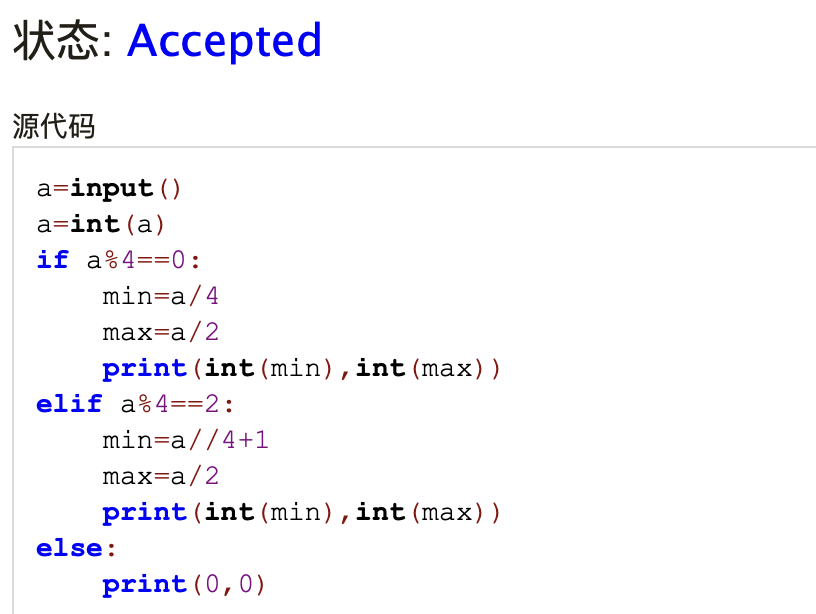 状态: Accepted
源代码
a=input()
a=int(a)
if a%4==0:
    min=a/4
    max=a/2
    print(int(min),int(max))
elif a%4==2:
    min=a//4+1
    max=a/2
    print(int(min),int(max))
else:
    print(0,0)